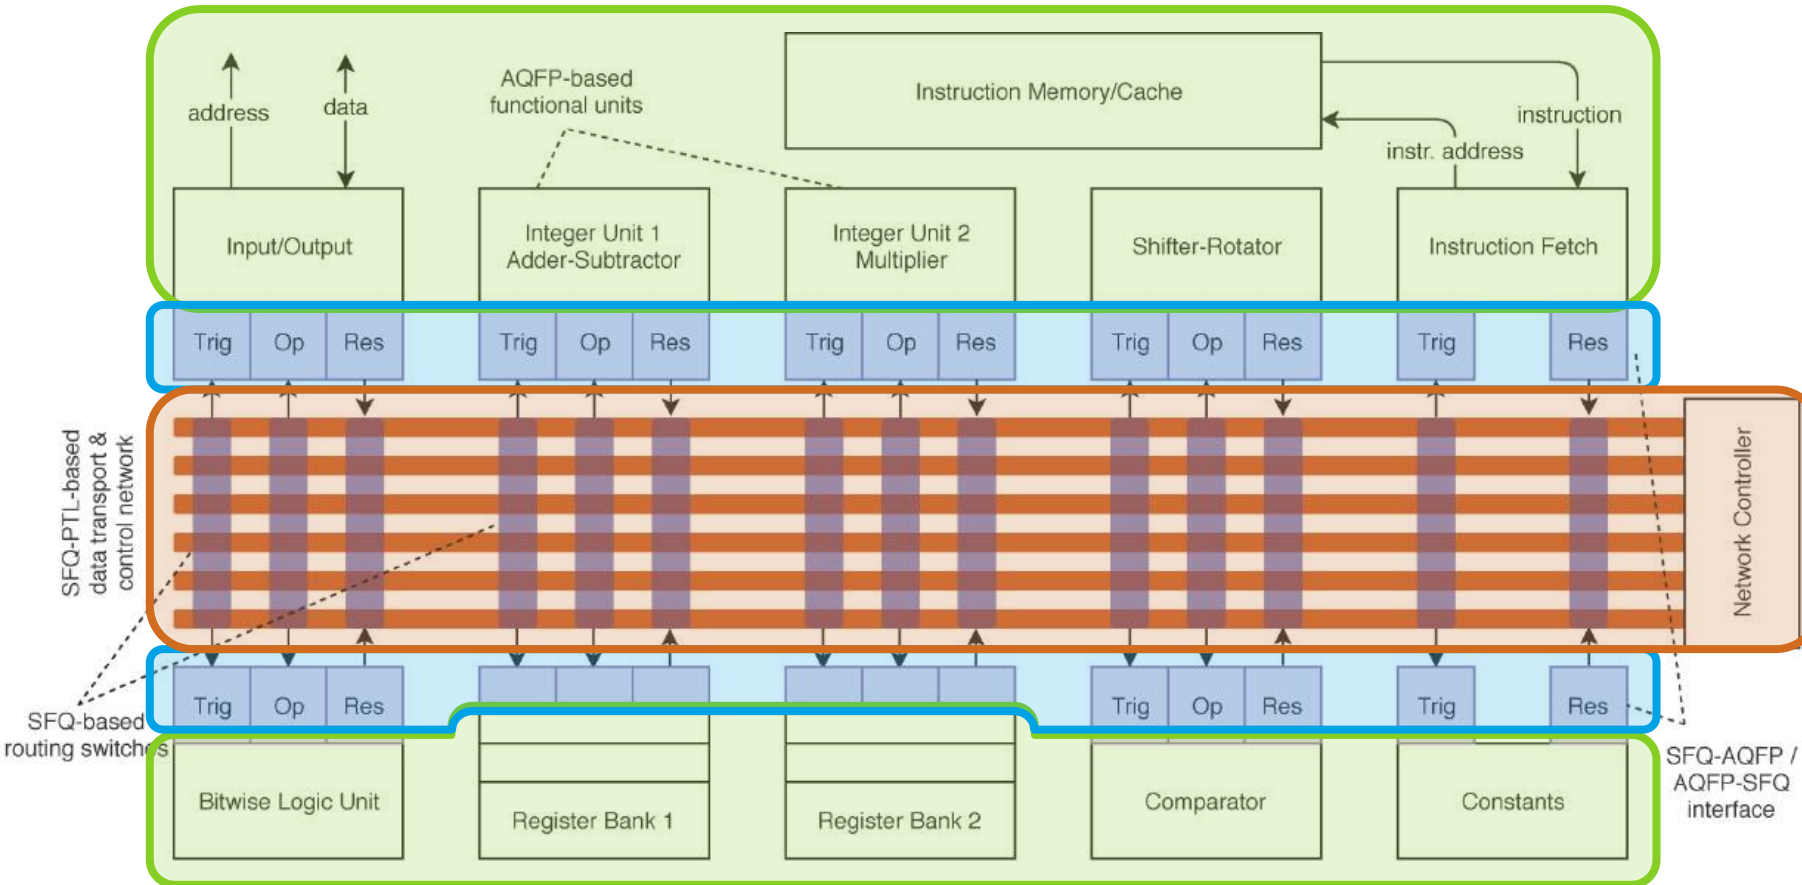 AQFP-based
functional units
Instruction Memory/Cache
address
data
instruction
instr. address
Input/Output
Integer Unit 1
Adder-Subtractor
Integer Unit 2
Multiplier
Shifter-Rotator
Instruction Fetch
Trig Op Res
Trig Op Res
Trig Op Res
Trig Op Res
Trig Res
SFQ-PTL-based
data transport &
control network
Network Controller
SFQ-based
routing switches
Trig Op Res
Trig Op Res
Trig Res
SFQ-AQFP /
AQFP-SFQ
interface
Bitwise Logic Unit
Register Bank 1
Register Bank 2
Comparator
Constants